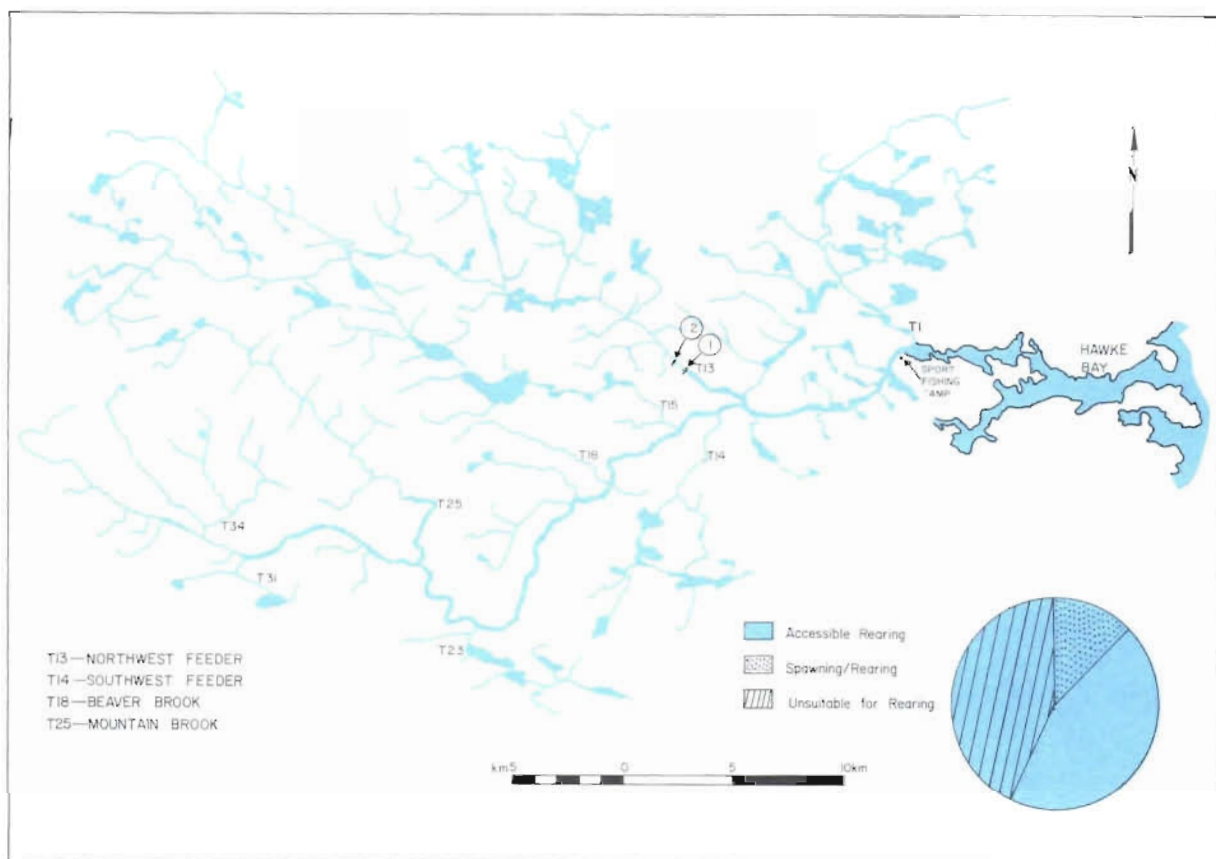 N
2
1
T1
T13
HAWKE
BAY
SPORT
FISHING
CAMP
T15
T14
T18
T25
T34
T31
T23
T13—NORTHWEST FEEDER
T14—SOUTHWEST FEEDER
T18—BEAVER BROOK
T25—MOUNTAIN BROOK
Accessible Rearing
Spawning/Rearing
Unsuitable for Rearing
km5 0 5 10km